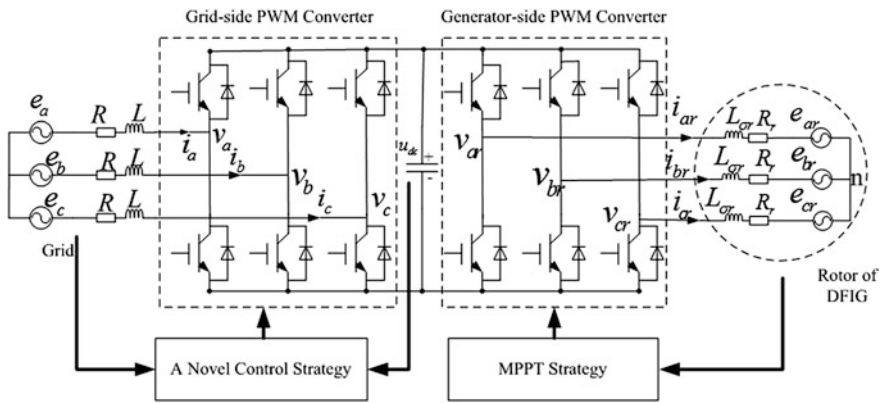 Grid-side PWM Converter
Generator-side PWM Converter
e_a
R
L
i_a
v_a
e_b
R
L
i_b
v_b
e_c
R
L
i_c
v_c
Grid
u_dc
+
-
v_ar
i_ar
L_σr
R_r
e_ar
v_br
i_br
L_σr
R_r
e_br
n
v_cr
i_cr
L_σr
R_r
e_cr
Rotor of
DFIG
A Novel Control Strategy
MPPT Strategy